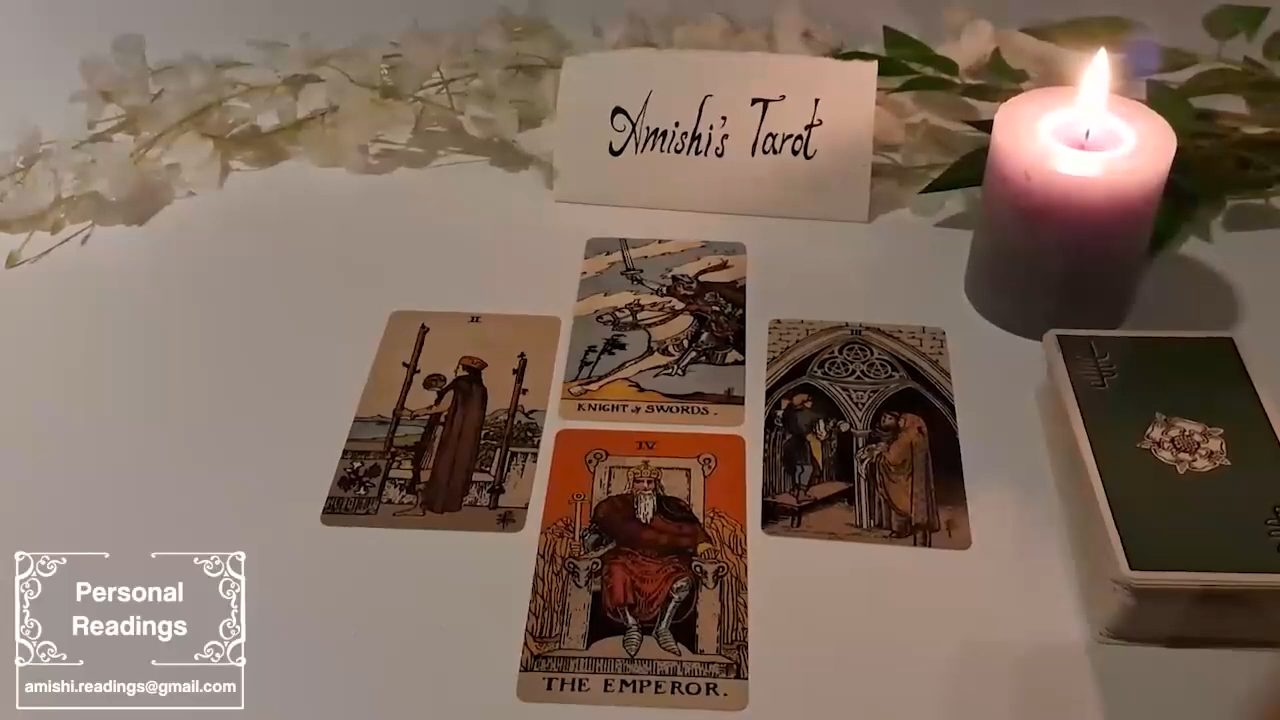 Amishi's Tarot
KNIGHT of SWORDS.
II
III
IV
THE EMPEROR.
Personal
Readings
amishi.readings@gmail.com